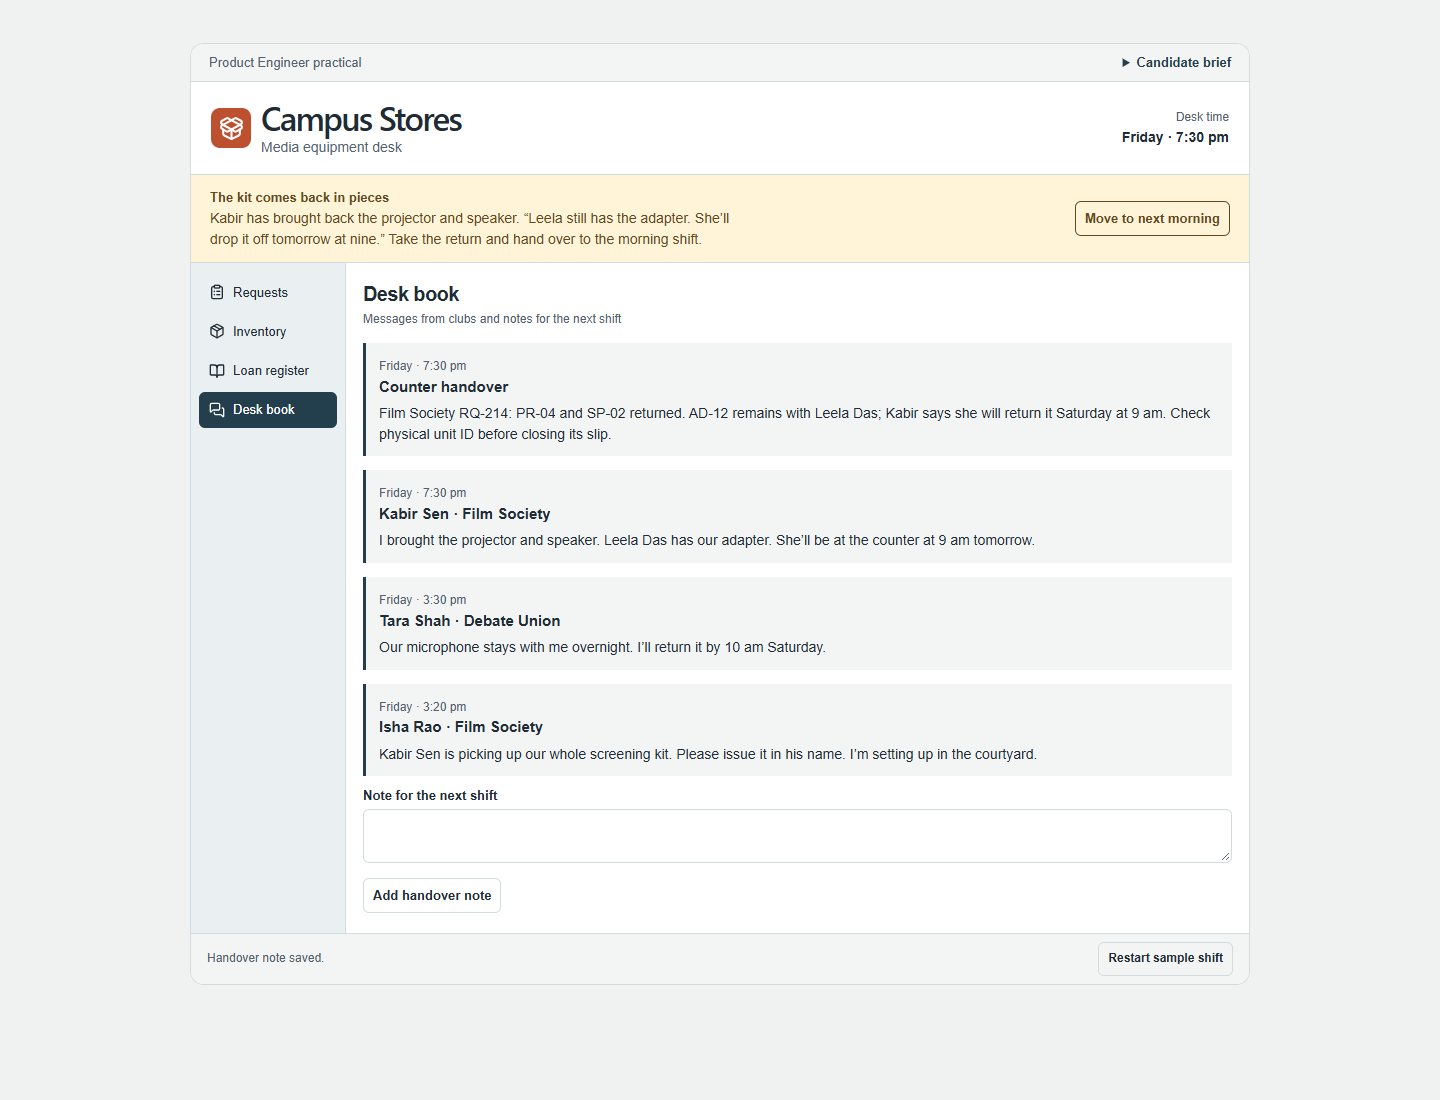 Product Engineer practical
Candidate brief
Campus Stores
Media equipment desk
Desk time
Friday · 7:30 pm
The kit comes back in pieces
Kabir has brought back the projector and speaker. “Leela still has the adapter. She’ll
drop it off tomorrow at nine.” Take the return and hand over to the morning shift.
Move to next morning
Requests
Inventory
Loan register
Desk book
Desk book
Messages from clubs and notes for the next shift
Friday · 7:30 pm
Counter handover
Film Society RQ-214: PR-04 and SP-02 returned. AD-12 remains with Leela Das; Kabir says she will return it Saturday at 9 am. Check
physical unit ID before closing its slip.
Friday · 7:30 pm
Kabir Sen · Film Society
I brought the projector and speaker. Leela Das has our adapter. She’ll be at the counter at 9 am tomorrow.
Friday · 3:30 pm
Tara Shah · Debate Union
Our microphone stays with me overnight. I’ll return it by 10 am Saturday.
Friday · 3:20 pm
Isha Rao · Film Society
Kabir Sen is picking up our whole screening kit. Please issue it in his name. I’m setting up in the courtyard.
Note for the next shift
Add handover note
Handover note saved.
Restart sample shift